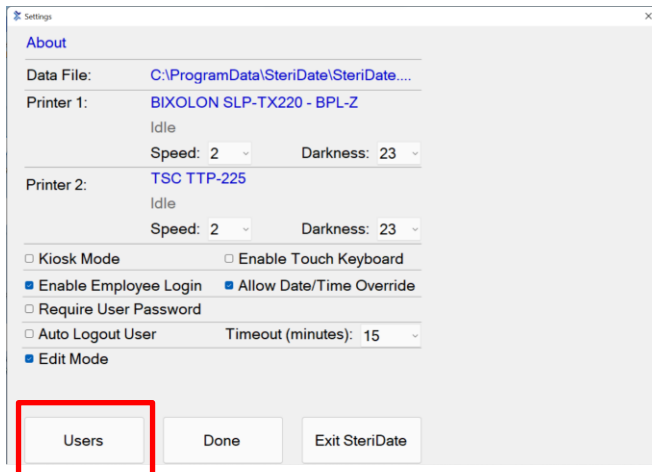 Settings
About
Data File: C:\ProgramData\SteriDate\SteriDate....
Printer 1: BIXOLON SLP-TX220 - BPL-Z
Idle
Speed: 2 Darkness: 23
Printer 2: TSC TTP-225
Idle
Speed: 2 Darkness: 23
Kiosk Mode Enable Touch Keyboard
Enable Employee Login Allow Date/Time Override
Require User Password
Auto Logout User Timeout (minutes): 15
Edit Mode
Users Done Exit SteriDate